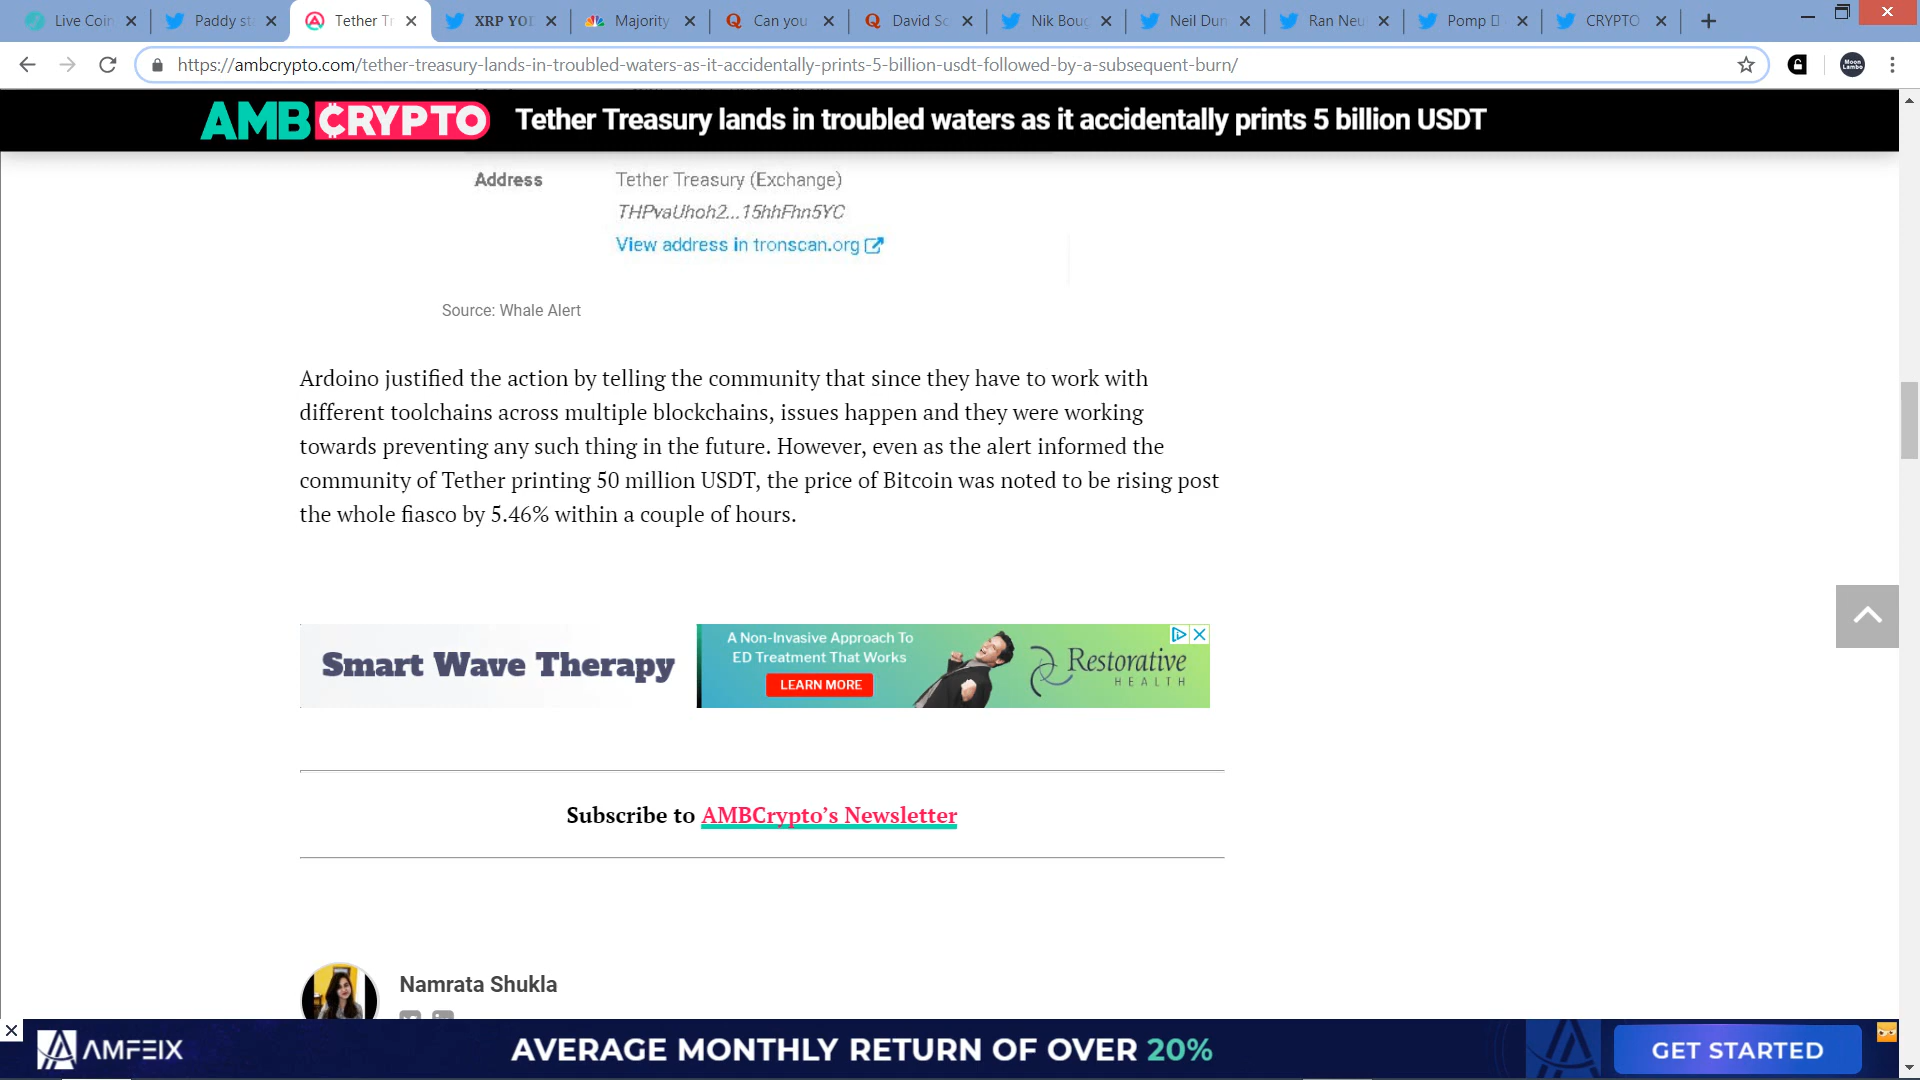 Live Coin
Paddy sta
Tether Tr
XRP YOD
Majority
Can you
David Sc
Nik Boug
Neil Dun
Ran Neu
Pomp
CRYPTO
https://ambcrypto.com/tether-treasury-lands-in-troubled-waters-as-it-accidentally-prints-5-billion-usdt-followed-by-a-subsequent-burn/
Moon Lambo
AMBCRYPTO Tether Treasury lands in troubled waters as it accidentally prints 5 billion USDT
Address Tether Treasury (Exchange)
THPvaUhoh2...15hhFhn5YC
View address in tronscan.org
Source: Whale Alert
Ardoino justified the action by telling the community that since they have to work with
different toolchains across multiple blockchains, issues happen and they were working
towards preventing any such thing in the future. However, even as the alert informed the
community of Tether printing 50 million USDT, the price of Bitcoin was noted to be rising post
the whole fiasco by 5.46% within a couple of hours.
Smart Wave Therapy
A Non-Invasive Approach To
ED Treatment That Works
LEARN MORE
Restorative
HEALTH
Subscribe to AMBCrypto’s Newsletter
Namrata Shukla
AMFEIX
AVERAGE MONTHLY RETURN OF OVER 20%
GET STARTED